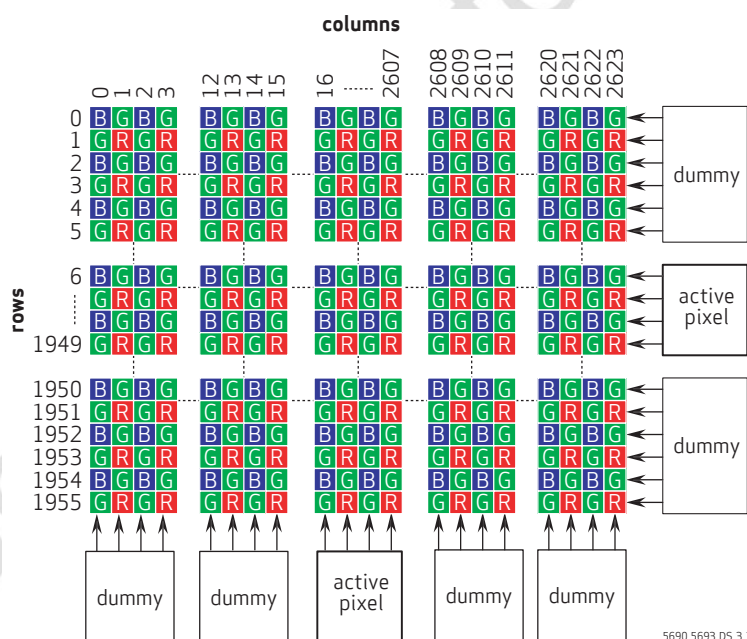 columns
0 1 2 3 12 13 14 15 16 ...... 2607 2608 2609 2610 2611 2620 2621 2622 2623
0 B G B G B G B G B G B G B G B G B G B G
1 G R G R G R G R G R G R G R G R G R G R
2 B G B G B G B G B G B G B G B G B G B G
3 G R G R G R G R G R G R G R G R G R G R
4 B G B G B G B G B G B G B G B G B G B G
5 G R G R G R G R G R G R G R G R G R G R
dummy
rows
6 B G B G B G B G B G B G B G B G B G B G
G R G R G R G R G R G R G R G R G R G R
B G B G B G B G B G B G B G B G B G B G
1949 G R G R G R G R G R G R G R G R G R G R
active
pixel
1950 B G B G B G B G B G B G B G B G B G B G
1951 G R G R G R G R G R G R G R G R G R G R
1952 B G B G B G B G B G B G B G B G B G B G
1953 G R G R G R G R G R G R G R G R G R G R
1954 B G B G B G B G B G B G B G B G B G B G
1955 G R G R G R G R G R G R G R G R G R G R
dummy
dummy
dummy
active
pixel
dummy
dummy